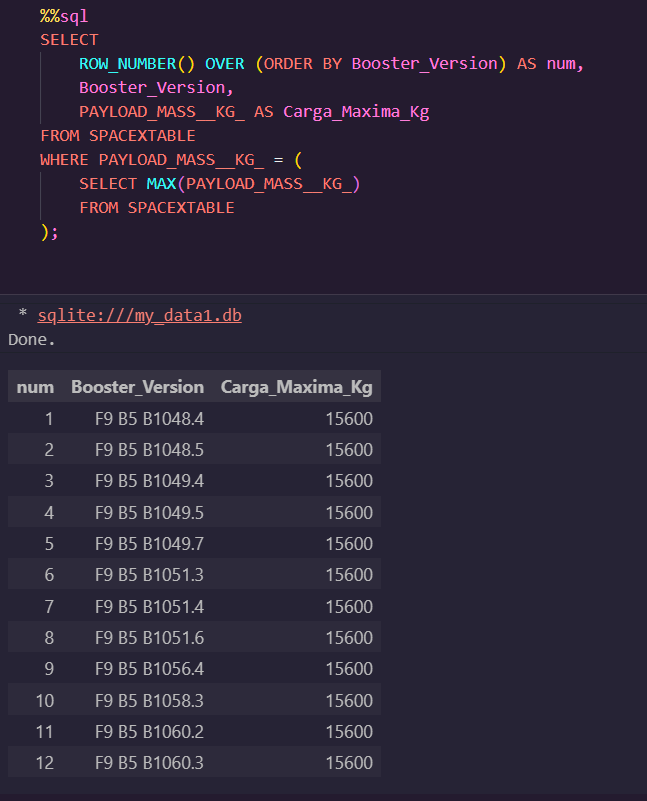 %%sql
SELECT
ROW_NUMBER() OVER (ORDER BY Booster_Version) AS num,
Booster_Version,
PAYLOAD_MASS__KG_ AS Carga_Maxima_Kg
FROM SPACEXTABLE
WHERE PAYLOAD_MASS__KG_ = (
SELECT MAX(PAYLOAD_MASS__KG_)
FROM SPACEXTABLE
);
* sqlite:///my_data1.db
Done.
num Booster_Version Carga_Maxima_Kg
1 F9 B5 B1048.4 15600
2 F9 B5 B1048.5 15600
3 F9 B5 B1049.4 15600
4 F9 B5 B1049.5 15600
5 F9 B5 B1049.7 15600
6 F9 B5 B1051.3 15600
7 F9 B5 B1051.4 15600
8 F9 B5 B1051.6 15600
9 F9 B5 B1056.4 15600
10 F9 B5 B1058.3 15600
11 F9 B5 B1060.2 15600
12 F9 B5 B1060.3 15600